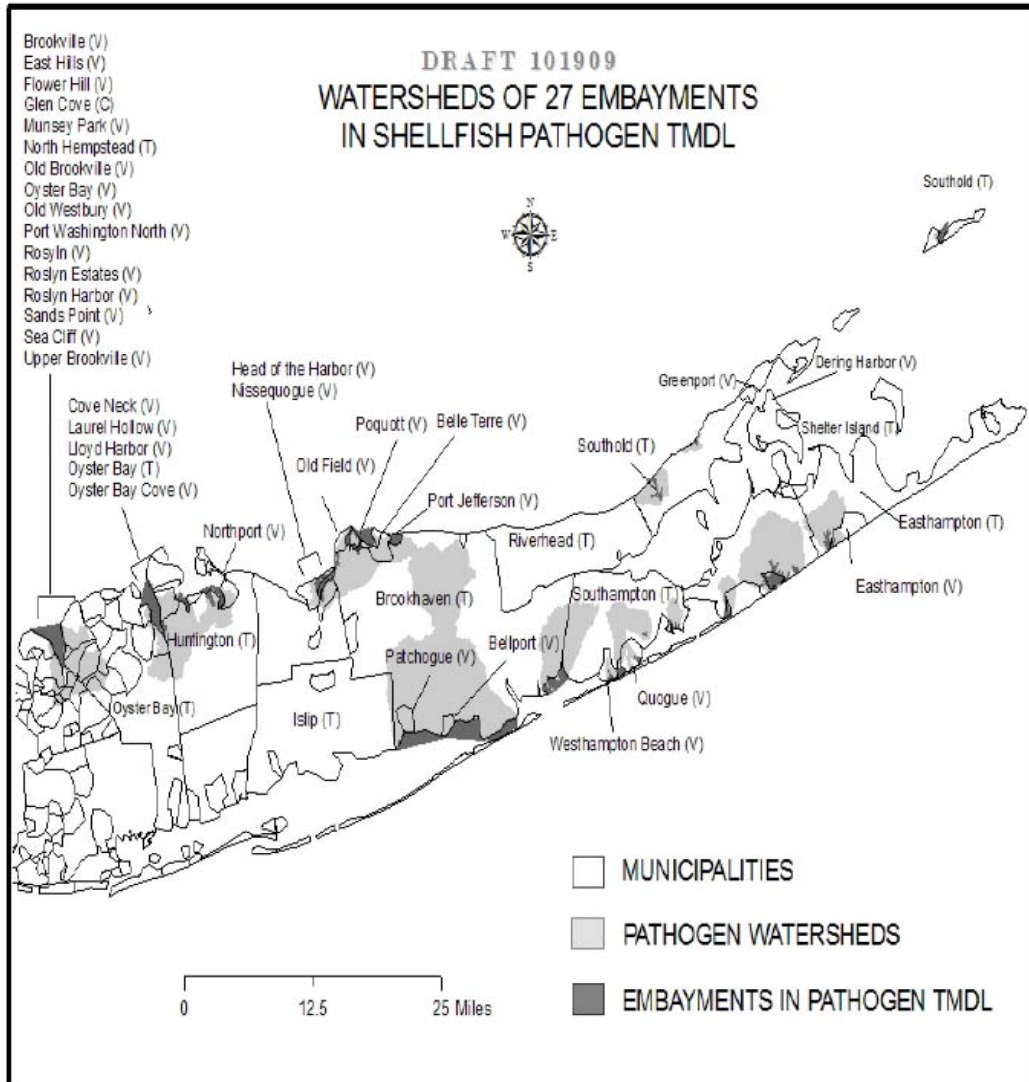 DRAFT 101909
WATERSHEDS OF 27 EMBAYMENTS
IN SHELLFISH PATHOGEN TMDL
Brookville (V)
East Hills (V)
Flower Hill (V)
Glen Cove (C)
Munsey Park (V)
North Hempstead (T)
Old Brookville (V)
Oyster Bay (V)
Old Westbury (V)
Port Washington North (V)
Rosyln (V)
Roslyn Estates (V)
Roslyn Harbor (V)
Sands Point (V)
Sea Cliff (V)
Upper Brookville (V)
N
W
E
S
Southold (T)
Cove Neck (V)
Laurel Hollow (V)
Lloyd Harbor (V)
Oyster Bay (T)
Oyster Bay Cove (V)
Head of the Harbor (V)
Nissequogue (V)
Poquott (V)
Belle Terre (V)
Old Field (V)
Port Jefferson (V)
Northport (V)
Greenport (V)
Dering Harbor (V)
Shelter Island (T)
Southold (T)
Riverhead (T)
Easthampton (T)
Easthampton (V)
Brookhaven (T)
Southampton (T)
Huntington (T)
Patchogue (V)
Bellport (V)
Quogue (V)
Oyster Bay (T)
Islip (T)
Westhampton Beach (V)
MUNICIPALITIES
PATHOGEN WATERSHEDS
EMBAYMENTS IN PATHOGEN TMDL
0 12.5 25 Miles